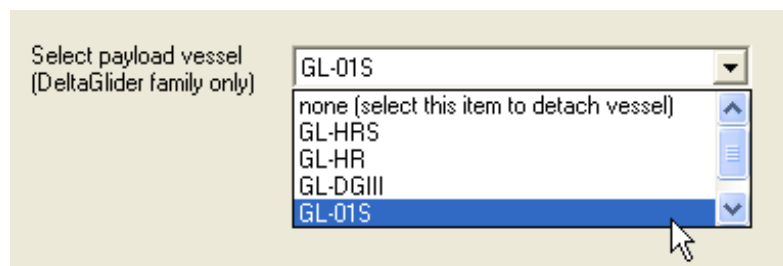 Select payload vessel
(DeltaGlider family only)
GL-01S
none (select this item to detach vessel)
GL-HRS
GL-HR
GL-DGIII
GL-01S